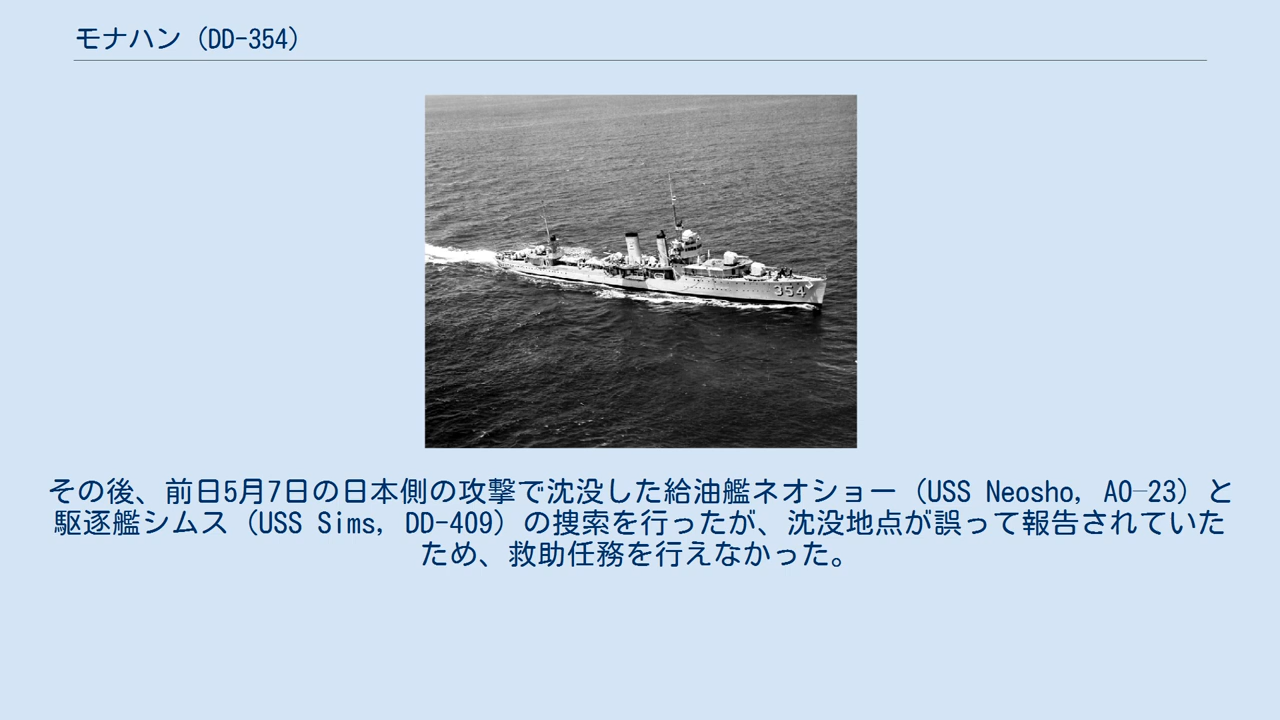 モナハン（DD-354）
354
その後、前日5月7日の日本側の攻撃で沈没した給油艦ネオショー（USS Neosho, AO–23）と
駆逐艦シムス（USS Sims, DD-409）の捜索を行ったが、沈没地点が誤って報告されていた
ため、救助任務を行えなかった。